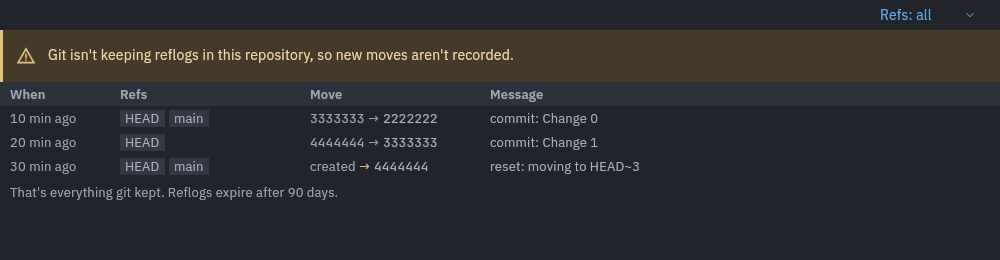 Refs: all
Git isn't keeping reflogs in this repository, so new moves aren't recorded.
When Refs Move Message
10 min ago HEAD main 3333333 → 2222222 commit: Change 0
20 min ago HEAD 4444444 → 3333333 commit: Change 1
30 min ago HEAD main created → 4444444 reset: moving to HEAD~3
That's everything git kept. Reflogs expire after 90 days.